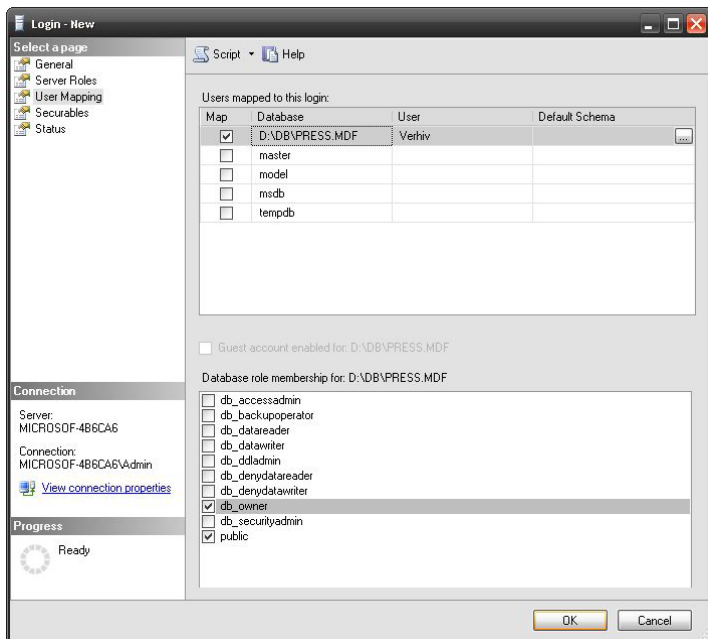 Login - New
Select a page
General
Server Roles
User Mapping
Securables
Status
Script
Help
Users mapped to this login:
Map Database User Default Schema
D:\DB\PRESS.MDF Verhiv ...
master
model
msdb
tempdb
Guest account enabled for: D:\DB\PRESS.MDF
Database role membership for: D:\DB\PRESS.MDF
db_accessadmin
db_backupoperator
db_datareader
db_datawriter
db_ddladmin
db_denydatareader
db_denydatawriter
db_owner
db_securityadmin
public
Connection
Server:
MICROSOF-4B6CA6
Connection:
MICROSOF-4B6CA6\Admin
View connection properties
Progress
Ready
OK Cancel